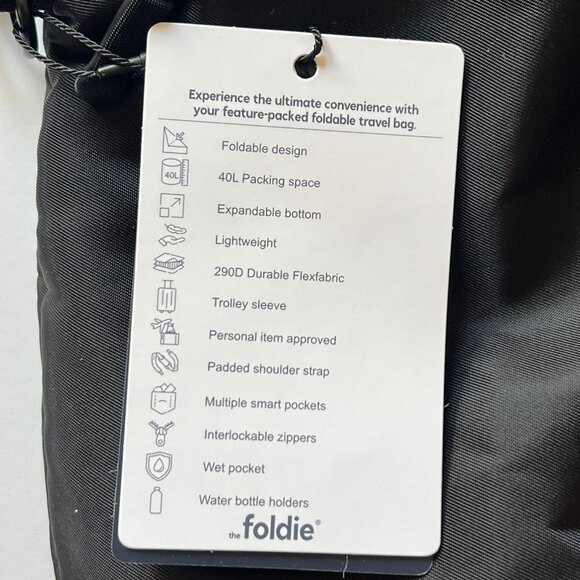 Experience the ultimate convenience with
your feature-packed foldable travel bag.
Foldable design
40L
40L Packing space
Expandable bottom
Lightweight
290D Durable Flexfabric
Trolley sleeve
Personal item approved
Padded shoulder strap
Multiple smart pockets
Interlockable zippers
Wet pocket
Water bottle holders
the foldie®